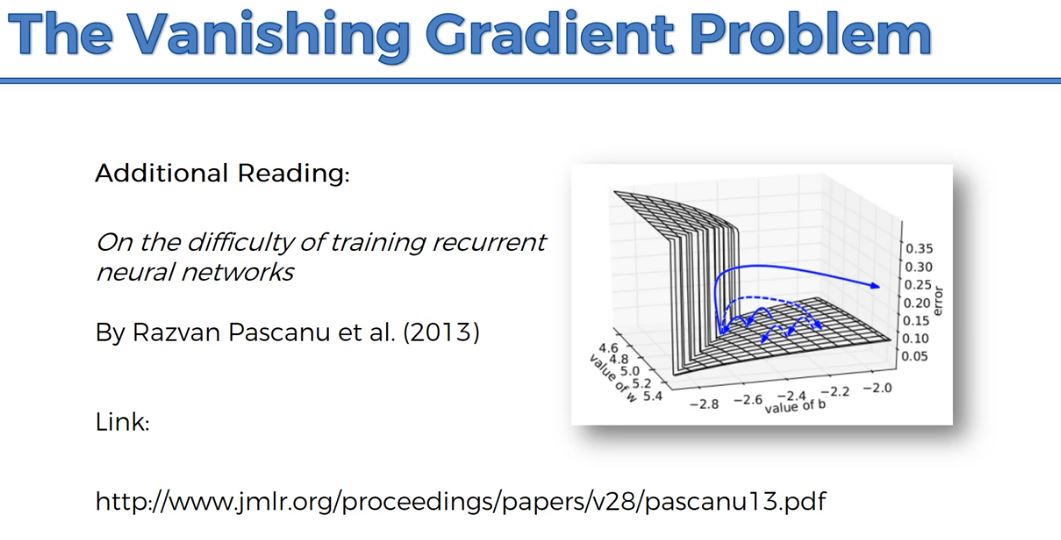 The Vanishing Gradient Problem
Additional Reading:
On the difficulty of training recurrent
neural networks
By Razvan Pascanu et al. (2013)
Link:
http://www.jmlr.org/proceedings/papers/v28/pascanu13.pdf
0.35
0.30
0.25
0.20
0.15
0.10
0.05
error
4.6
4.8
5.0
5.2
5.4
value of w
−2.8
−2.6
−2.4
−2.2
−2.0
value of b